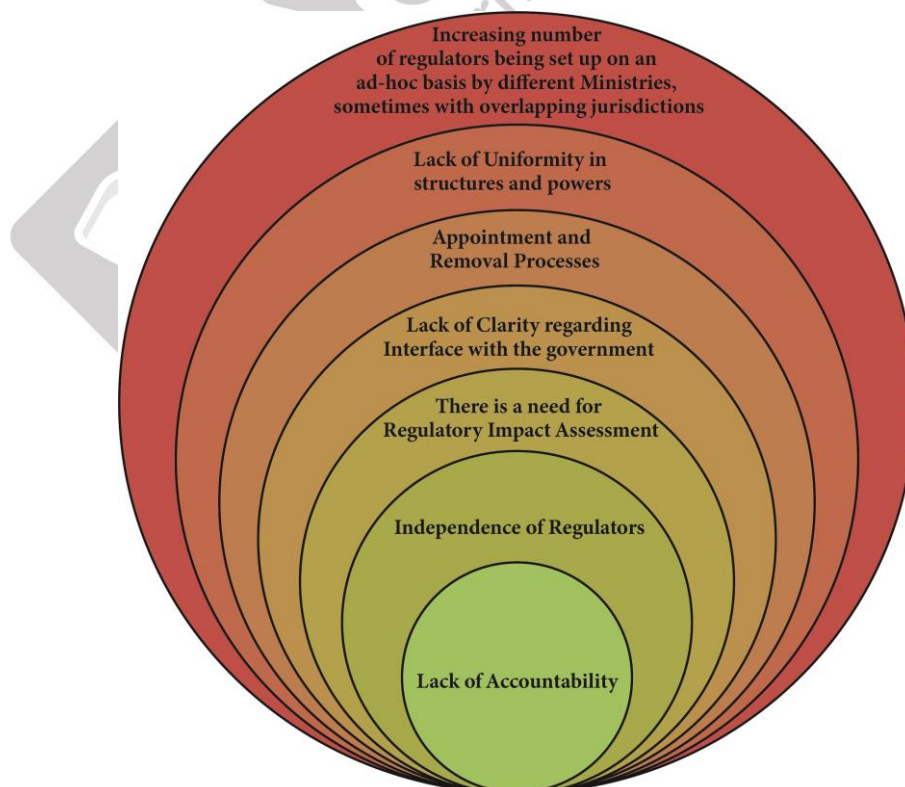 Increasing number
of regulators being set up on an
ad-hoc basis by different Ministries,
sometimes with overlapping jurisdictions
Lack of Uniformity in
structures and powers
Appointment and
Removal Processes
Lack of Clarity regarding
Interface with the government
There is a need for
Regulatory Impact Assessment
Independence of Regulators
Lack of Accountability